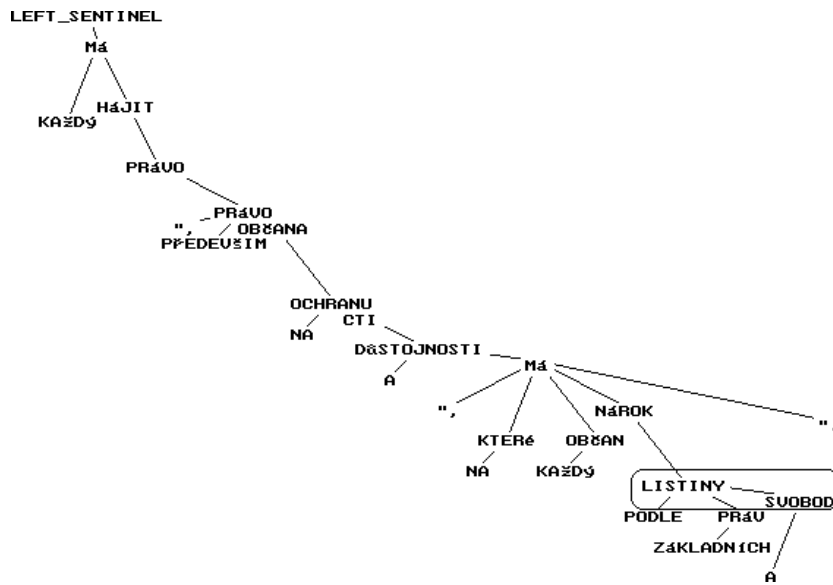 LEFT_SENTINEL
Má
HáJIT
KAžDý
PRáVO
PRáVO
",
OBčANA
PřEDEVšIM
OCHRANU
CTI
NA
DůSTOJNOSTI
Má
A
",
NáROK
",
KTERé
OBčAN
NA
KAžDý
LISTINY
SVOBOD
PODLE
PRáV
ZáKLADNíCH
A